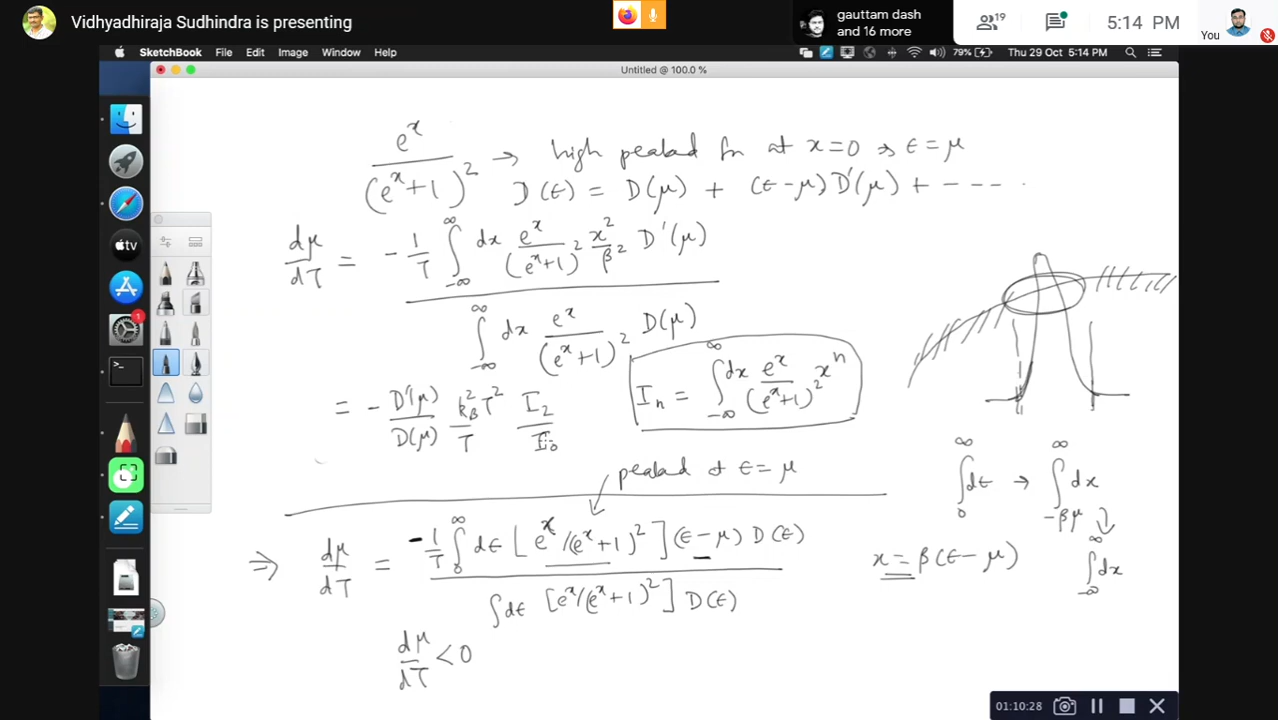 Vidhyadhiraja Sudhindra is presenting
gauttam dash
and 16 more
19
5:14 PM
You
SketchBook File Edit Image Window Help
79% Thu 29 Oct 5:14 PM
Untitled @ 100.0 %
e^x/(e^x+1)^2 → high peaked fn at x=0 ⇒ ϵ=μ
D(ϵ) = D(μ) + (ϵ-μ)D'(μ) + ----
dμ/dT = -1/T ∫_{-∞}^{∞} dx e^x/(e^x+1)^2 x^2/β^2 D'(μ)
∫_{-∞}^{∞} dx e^x/(e^x+1)^2 D(μ)
I_n = ∫_{-∞}^{∞} dx e^x/(e^x+1)^2 x^n
= - D'(μ)/D(μ) k_B^2 T^2/T I_2/I_0
peaked at ϵ=μ
∫_0^∞ dϵ → ∫_{-βμ}^{∞} dx
⇒ dμ/dT = -1/T ∫_0^∞ dϵ [e^x/(e^x+1)^2] (ϵ-μ) D(ϵ)
∫dϵ [e^x/(e^x+1)^2] D(ϵ)
x = β(ϵ-μ)
∫_{-∞}^{∞} dx
dμ/dT < 0
1
tv
01:10:28